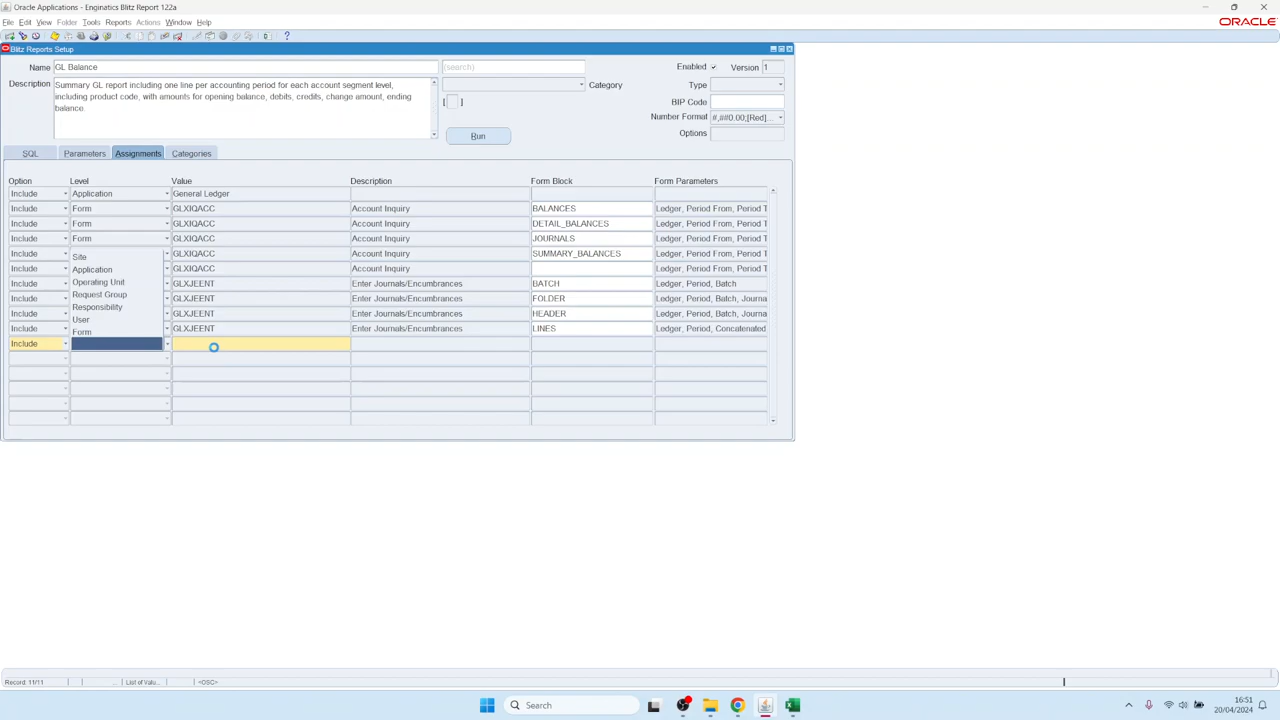 Oracle Applications - Enginatics Blitz Report 122a
File Edit View Folder Tools Reports Actions Window Help
ORACLE
Blitz Reports Setup
Name GL Balance (search) Enabled Version 1
Description Summary GL report including one line per accounting period for each account segment level, Category Type
including product code, with amounts for opening balance, debits, credits, change amount, ending [ ] BIP Code
balance. Number Format #,##0.00;[Red]...
Run Options
SQL Parameters Assignments Categories
Option Level Value Description Form Block Form Parameters
Include Application General Ledger
Include Form GLXIQACC Account Inquiry BALANCES Ledger, Period From, Period T
Include Form GLXIQACC Account Inquiry DETAIL_BALANCES Ledger, Period From, Period T
Include Form GLXIQACC Account Inquiry JOURNALS Ledger, Period From, Period T
Include GLXIQACC Account Inquiry SUMMARY_BALANCES Ledger, Period From, Period T
Include GLXIQACC Account Inquiry Ledger, Period From, Period T
Include GLXJEENT Enter Journals/Encumbrances BATCH Ledger, Period, Batch
Include GLXJEENT Enter Journals/Encumbrances FOLDER Ledger, Period, Batch, Journa
Include GLXJEENT Enter Journals/Encumbrances HEADER Ledger, Period, Batch, Journa
Include GLXJEENT Enter Journals/Encumbrances LINES Ledger, Period, Concatenated
Include
Site
Application
Operating Unit
Request Group
Responsibility
User
Form
Record: 11/11 ... List of Valu... <OSC>
Search
16:51
20/04/2024